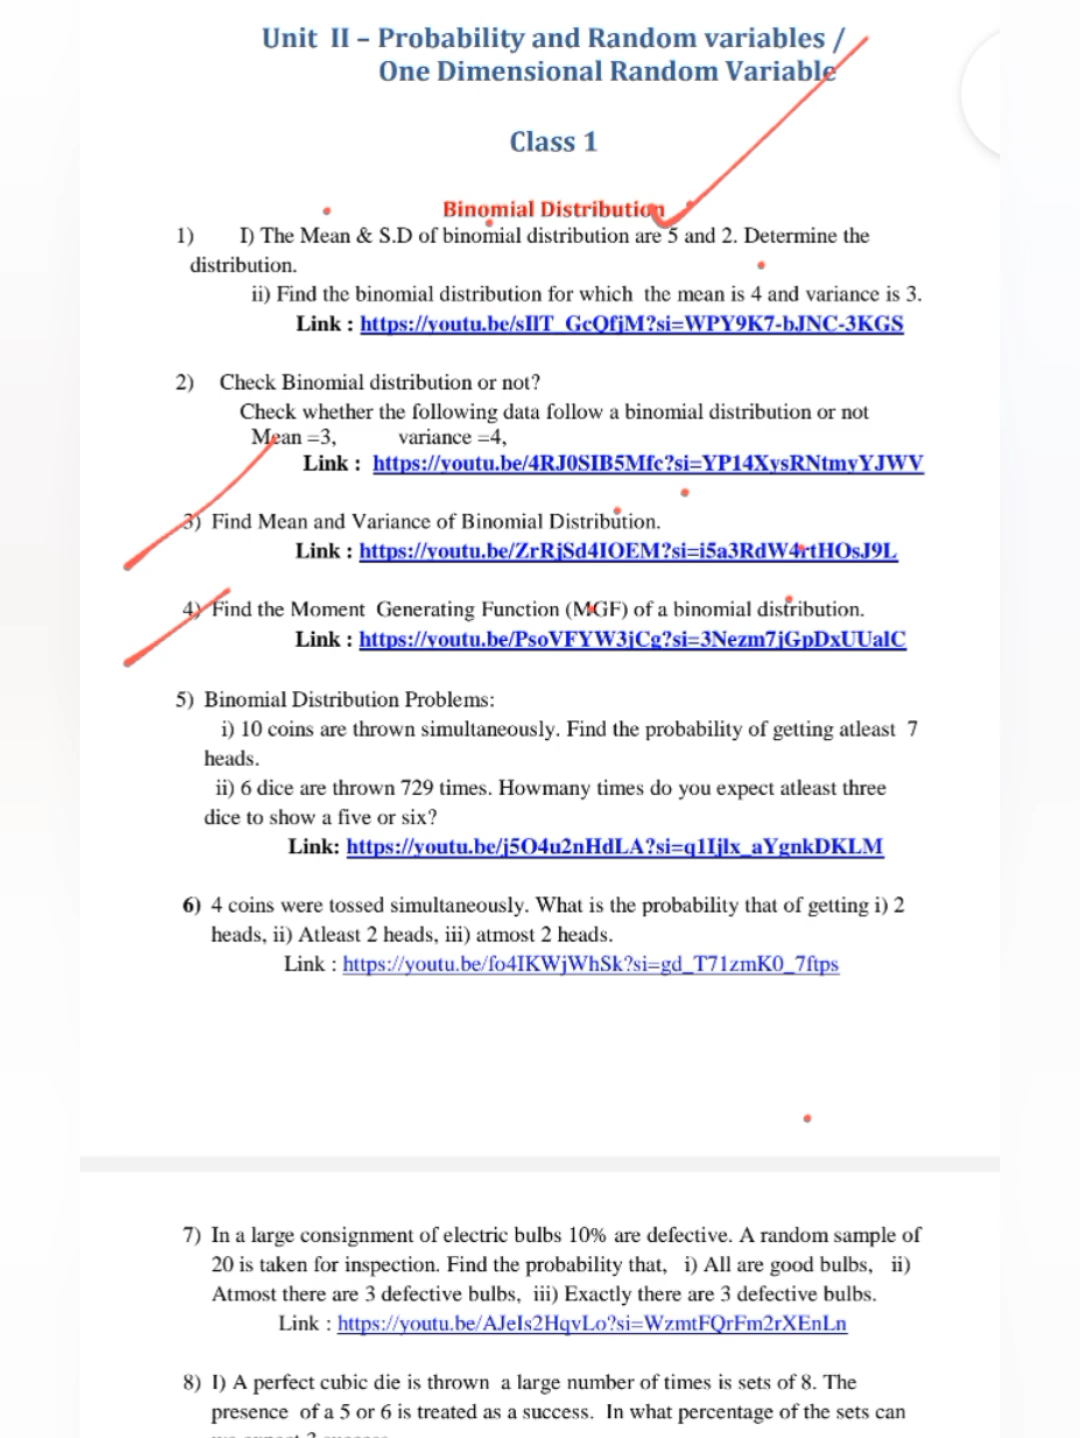 Unit II – Probability and Random variables /
One Dimensional Random Variable
Class 1
Binomial Distribution
1) I) The Mean & S.D of binomial distribution are 5 and 2. Determine the
distribution.
ii) Find the binomial distribution for which the mean is 4 and variance is 3.
Link : https://youtu.be/sIlT_GcQfjM?si=WPY9K7-bJNC-3KGS
2) Check Binomial distribution or not?
Check whether the following data follow a binomial distribution or not
Mean =3, variance =4,
Link : https://youtu.be/4RJ0SIB5Mfc?si=YP14XysRNtmyYJWV
3) Find Mean and Variance of Binomial Distribution.
Link : https://youtu.be/ZrRjSd4IOEM?si=i5a3RdW4rtHOsJ9L
4) Find the Moment Generating Function (MGF) of a binomial distribution.
Link : https://youtu.be/PsoVFYW3jCg?si=3Nezm7jGpDxUUalC
5) Binomial Distribution Problems:
i) 10 coins are thrown simultaneously. Find the probability of getting atleast 7
heads.
ii) 6 dice are thrown 729 times. Howmany times do you expect atleast three
dice to show a five or six?
Link: https://youtu.be/j5O4u2nHdLA?si=q1Ijlx_aYgnkDKLM
6) 4 coins were tossed simultaneously. What is the probability that of getting i) 2
heads, ii) Atleast 2 heads, iii) atmost 2 heads.
Link : https://youtu.be/fo4IKWjWhSk?si=gd_T71zmK0_7ftps
7) In a large consignment of electric bulbs 10% are defective. A random sample of
20 is taken for inspection. Find the probability that, i) All are good bulbs, ii)
Atmost there are 3 defective bulbs, iii) Exactly there are 3 defective bulbs.
Link : https://youtu.be/AJeIs2HqvLo?si=WzmtFQrFm2rXEnLn
8) I) A perfect cubic die is thrown a large number of times is sets of 8. The
presence of a 5 or 6 is treated as a success. In what percentage of the sets can